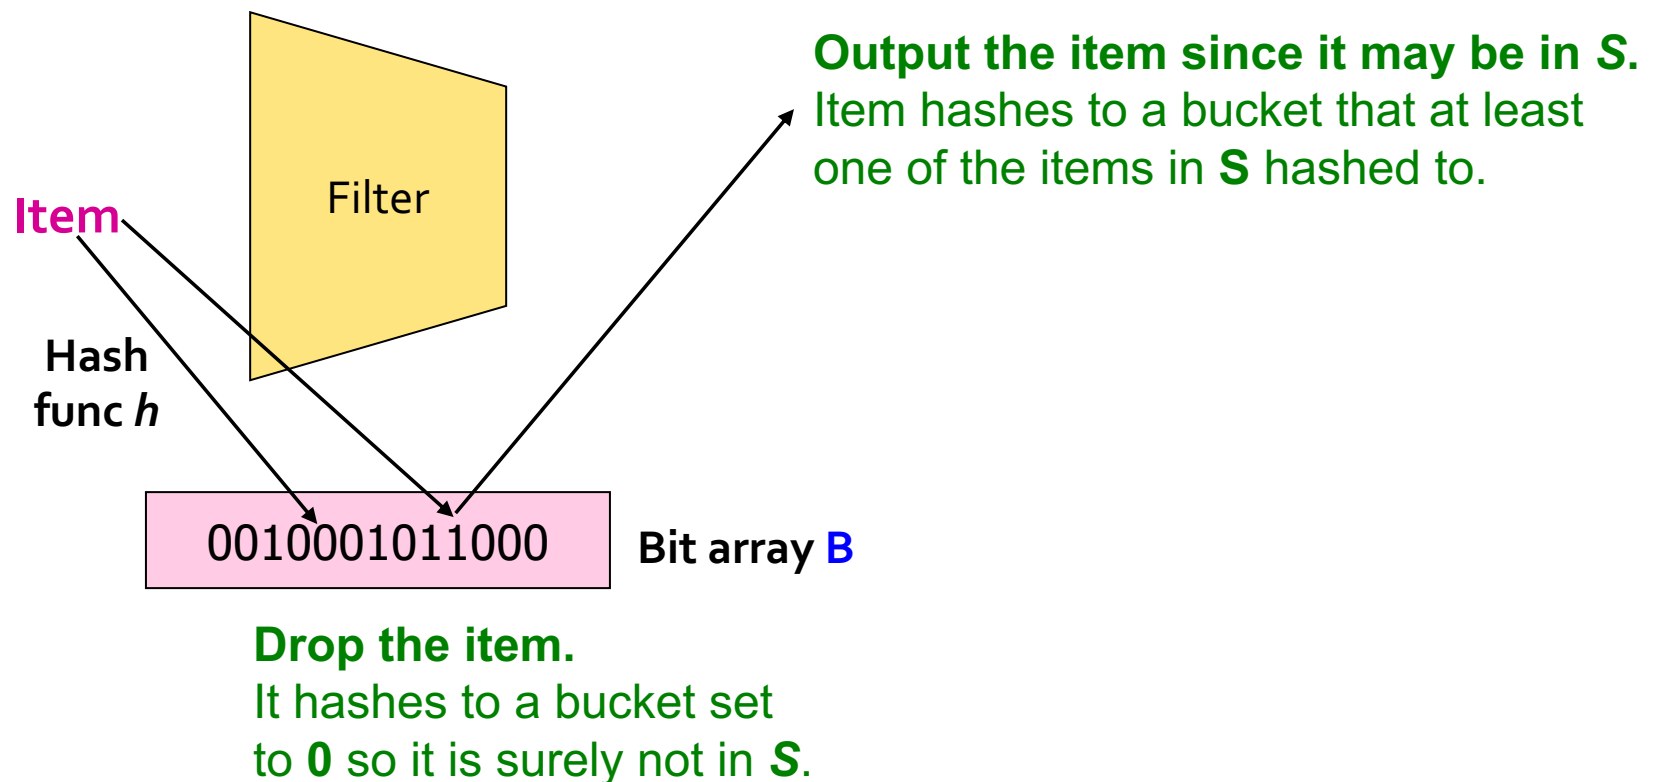 Output the item since it may be in S.
Item hashes to a bucket that at least
one of the items in S hashed to.
Filter
Item
Hash
func h
0010001011000
Bit array B
Drop the item.
It hashes to a bucket set
to 0 so it is surely not in S.